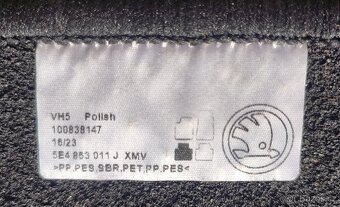 VH5 Polish
100838147
16/23
5E4 863 011 J XMV
>PP,PES,SBR,PET,PP,PES<